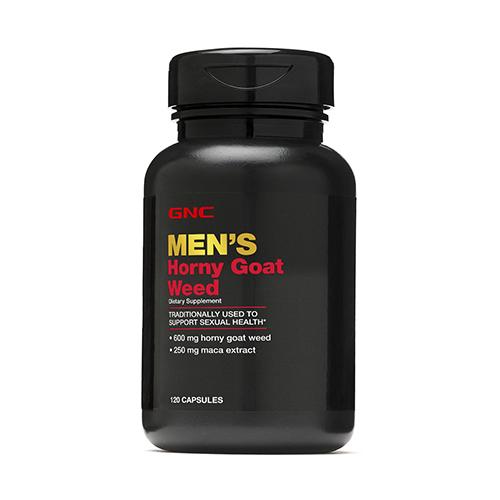 GNC
MEN'S
Horny Goat
Weed
Dietary Supplement
TRADITIONALLY USED TO
SUPPORT SEXUAL HEALTH*
• 600 mg horny goat weed
• 250 mg maca extract
120 CAPSULES